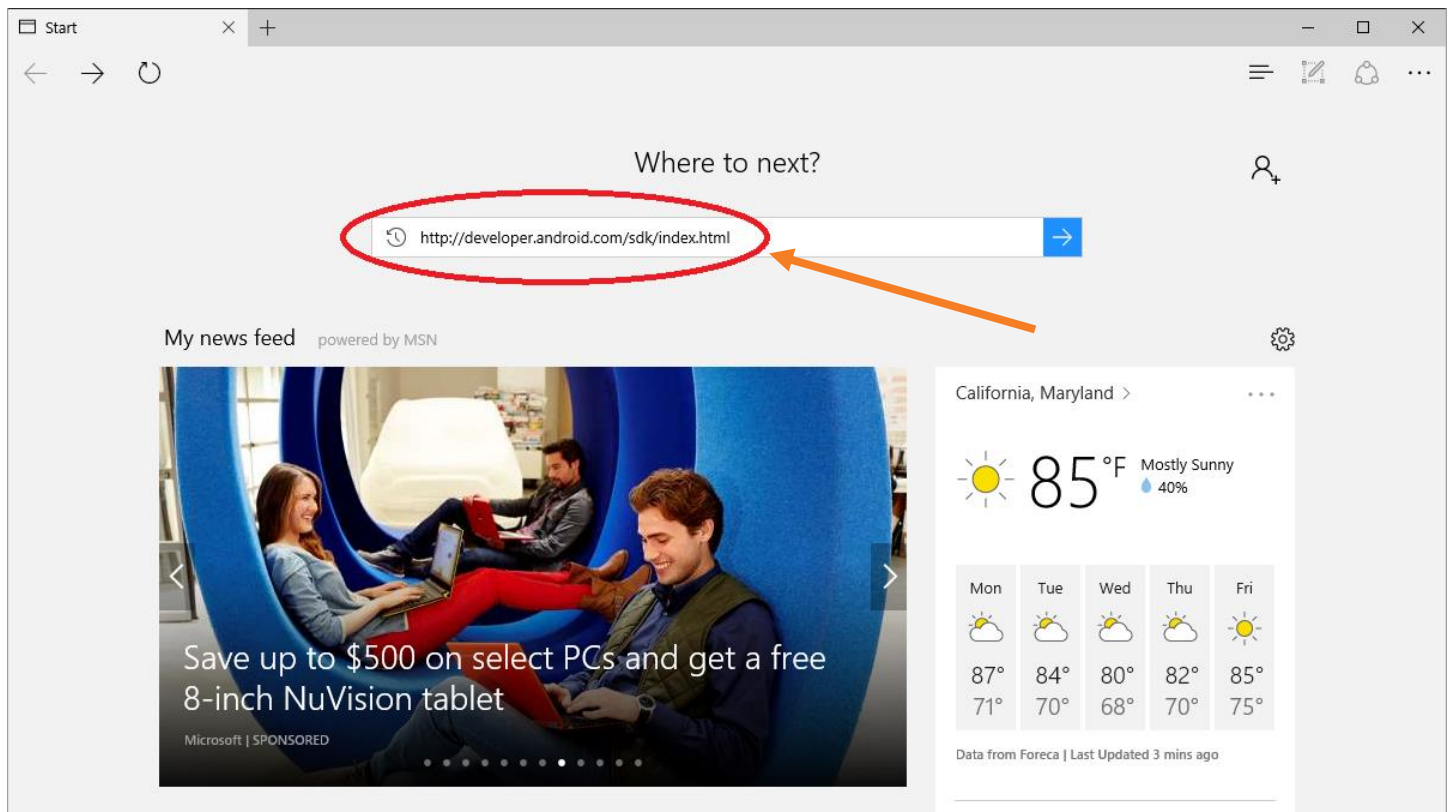 Start
Where to next?
http://developer.android.com/sdk/index.html
My news feed powered by MSN
Save up to $500 on select PCs and get a free
8-inch NuVision tablet
Microsoft | SPONSORED
California, Maryland
85°F Mostly Sunny
40%
Mon Tue Wed Thu Fri
87° 84° 80° 82° 85°
71° 70° 68° 70° 75°
Data from Foreca | Last Updated 3 mins ago